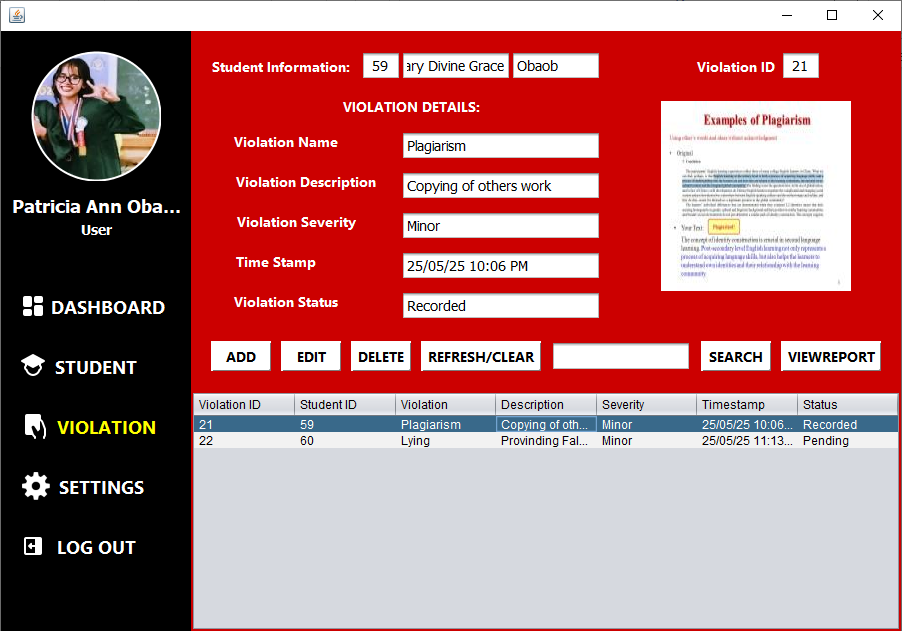 Student Information: 59 ary Divine Grace Obaob Violation ID 21
VIOLATION DETAILS:
Violation Name Plagiarism
Violation Description Copying of others work
Violation Severity Minor
Time Stamp 25/05/25 10:06 PM
Violation Status Recorded
Examples of Plagiarism
Using other's words and ideas without acknowledgment
• Original
• Your Text: Plagiarized!
The concept of identity construction is crucial in second language
learning. Post-secondary level English learning not only represents
process of acquiring language skills, but also helps the learners to
understand own identities and their relationship with the learning
community
Patricia Ann Oba...
User
DASHBOARD
STUDENT
VIOLATION
SETTINGS
LOG OUT
ADD EDIT DELETE REFRESH/CLEAR SEARCH VIEWREPORT
Violation ID Student ID Violation Description Severity Timestamp Status
21 59 Plagiarism Copying of oth... Minor 25/05/25 10:06... Recorded
22 60 Lying Provinding Fal... Minor 25/05/25 11:13... Pending